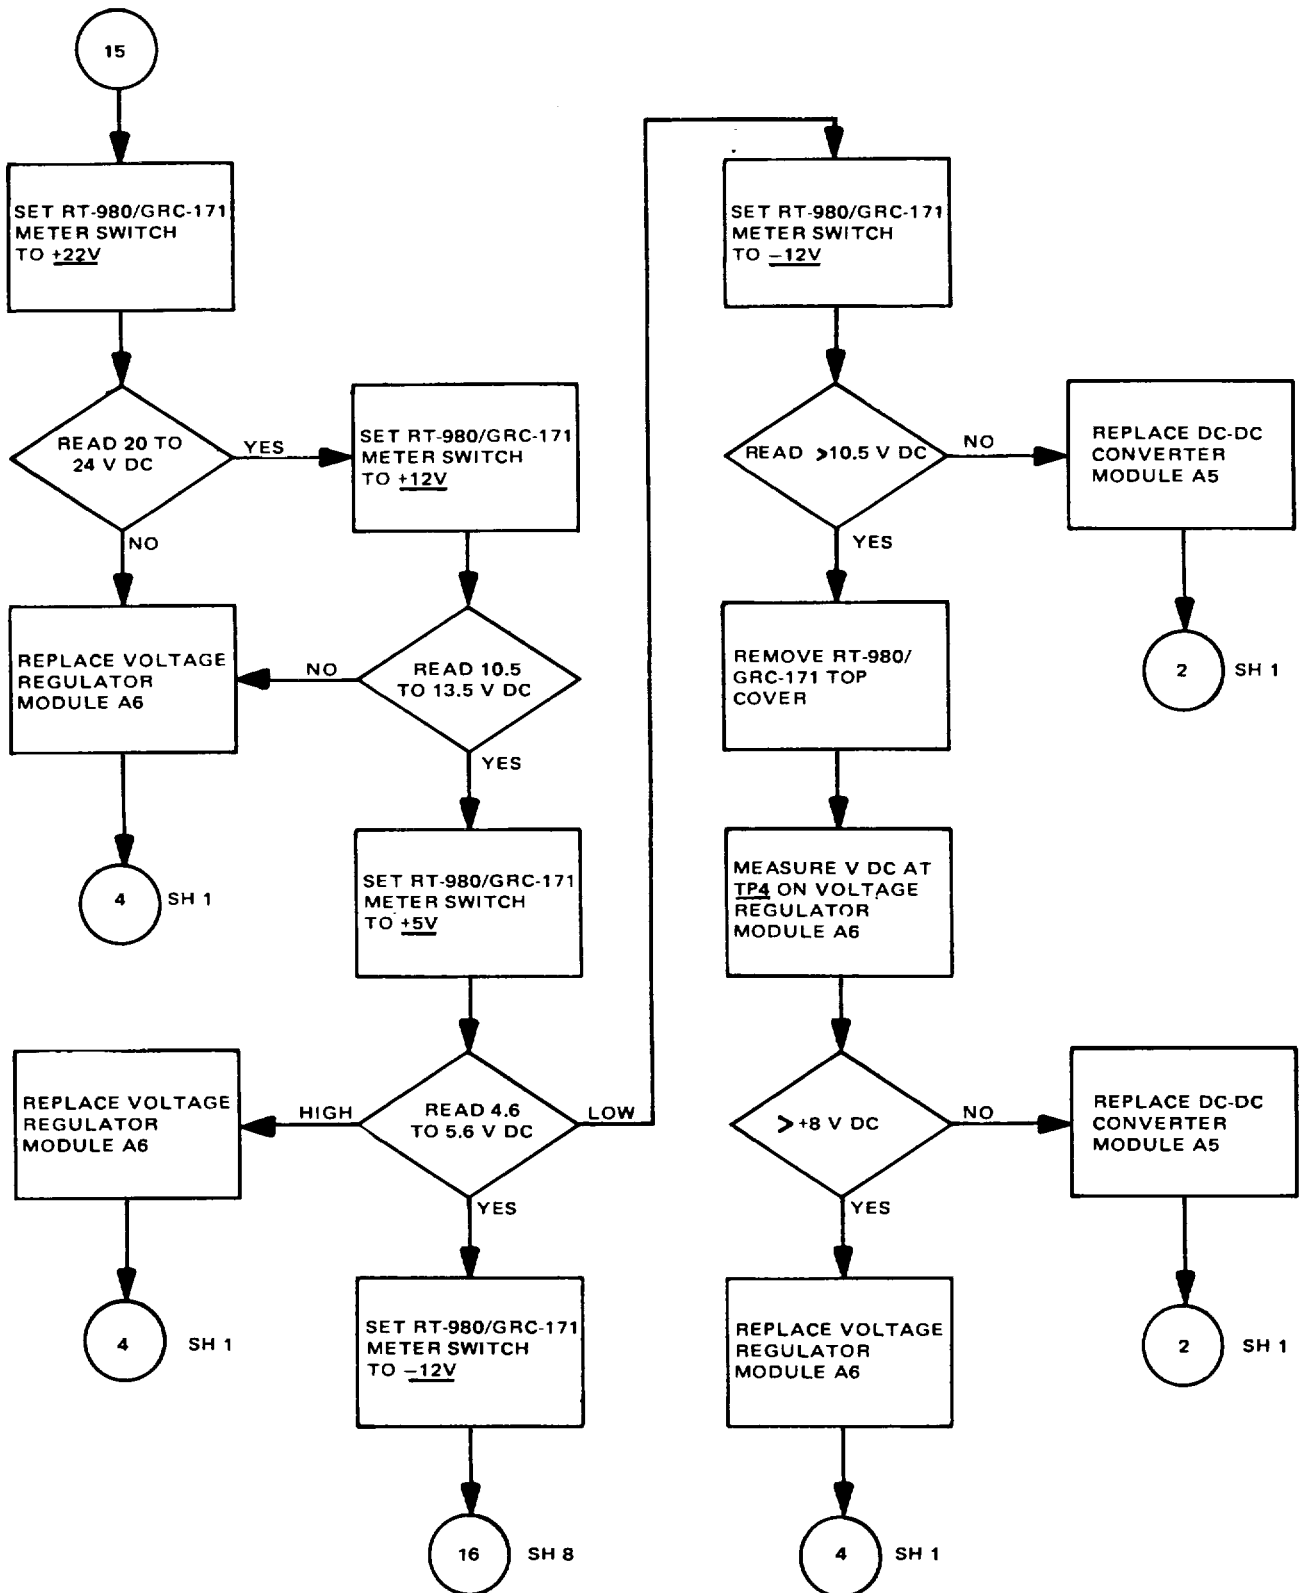 15
SET RT-980/GRC-171
METER SWITCH
TO +22V
READ 20 TO
24 V DC
YES
NO
SET RT-980/GRC-171
METER SWITCH
TO +12V
REPLACE VOLTAGE
REGULATOR
MODULE A6
4
SH 1
READ 10.5
TO 13.5 V DC
NO
YES
SET RT-980/GRC-171
METER SWITCH
TO +5V
READ 4.6
TO 5.6 V DC
HIGH
LOW
YES
REPLACE VOLTAGE
REGULATOR
MODULE A6
4
SH 1
SET RT-980/GRC-171
METER SWITCH
TO -12V
16
SH 8
SET RT-980/GRC-171
METER SWITCH
TO -12V
READ >10.5 V DC
NO
YES
REPLACE DC-DC
CONVERTER
MODULE A5
2
SH 1
REMOVE RT-980/
GRC-171 TOP
COVER
MEASURE V DC AT
TP4 ON VOLTAGE
REGULATOR
MODULE A6
> +8 V DC
NO
YES
REPLACE DC-DC
CONVERTER
MODULE A5
2
SH 1
REPLACE VOLTAGE
REGULATOR
MODULE A6
4
SH 1